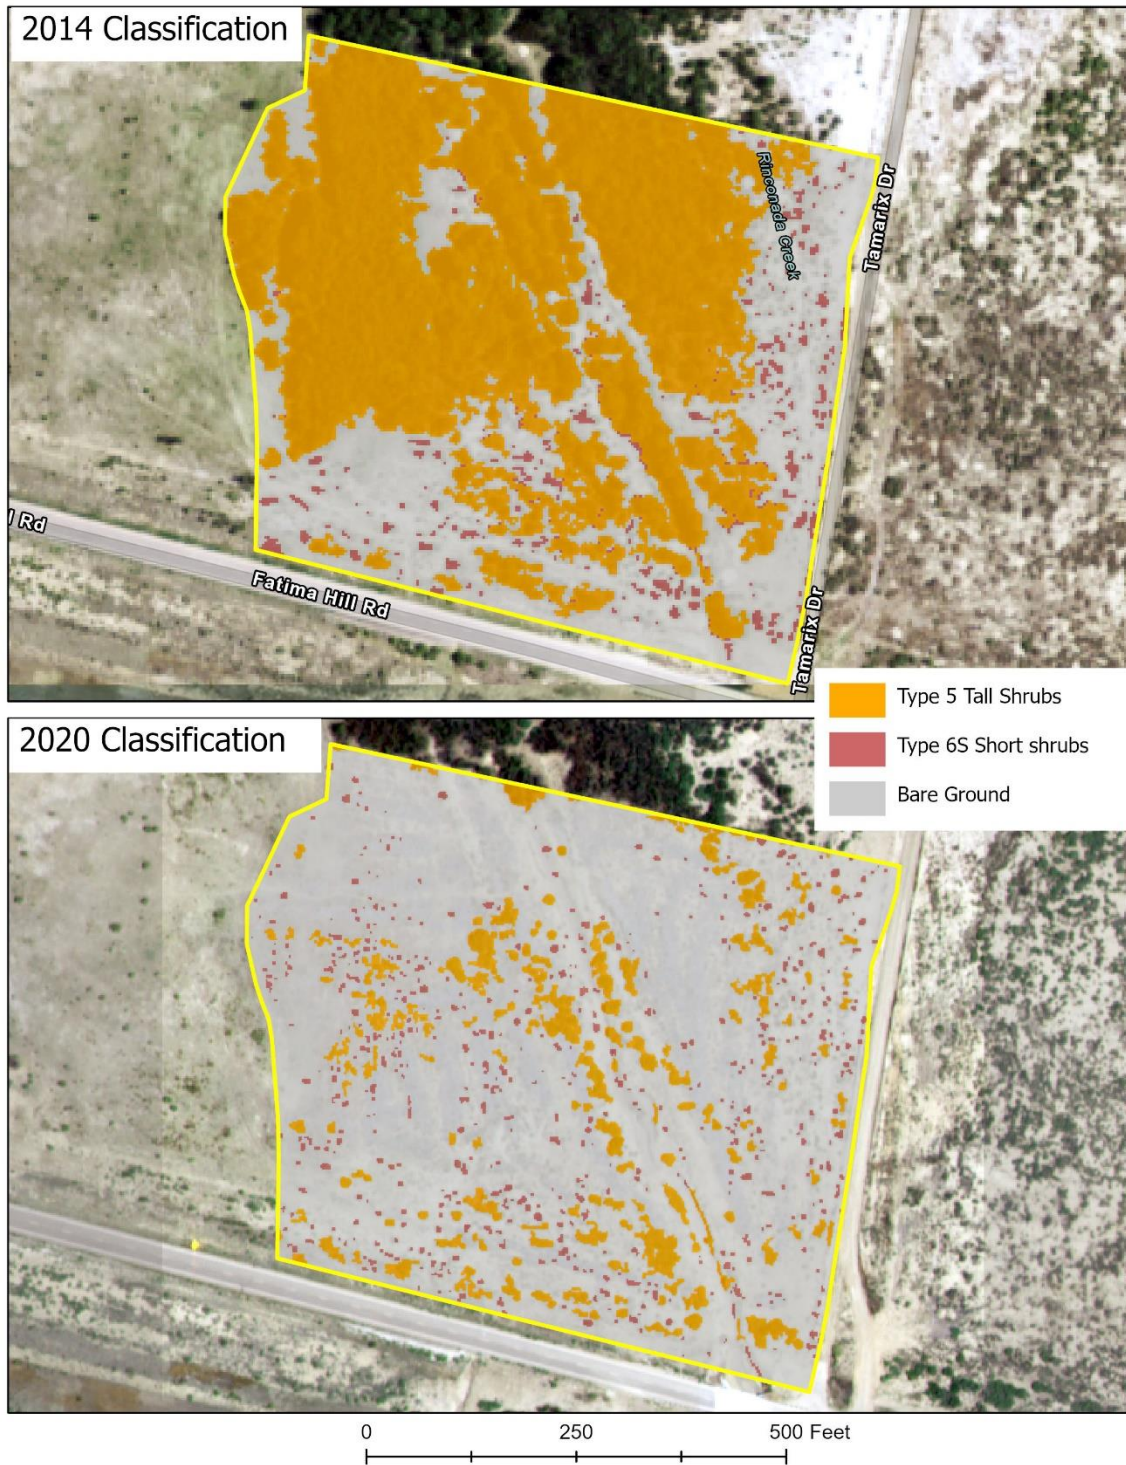 2014 Classification
Rinconada Creek
Tamarix Dr
l Rd
Fatima Hill Rd
Tamarix Dr
Type 5 Tall Shrubs
Type 6S Short shrubs
Bare Ground
2020 Classification
0 250 500 Feet